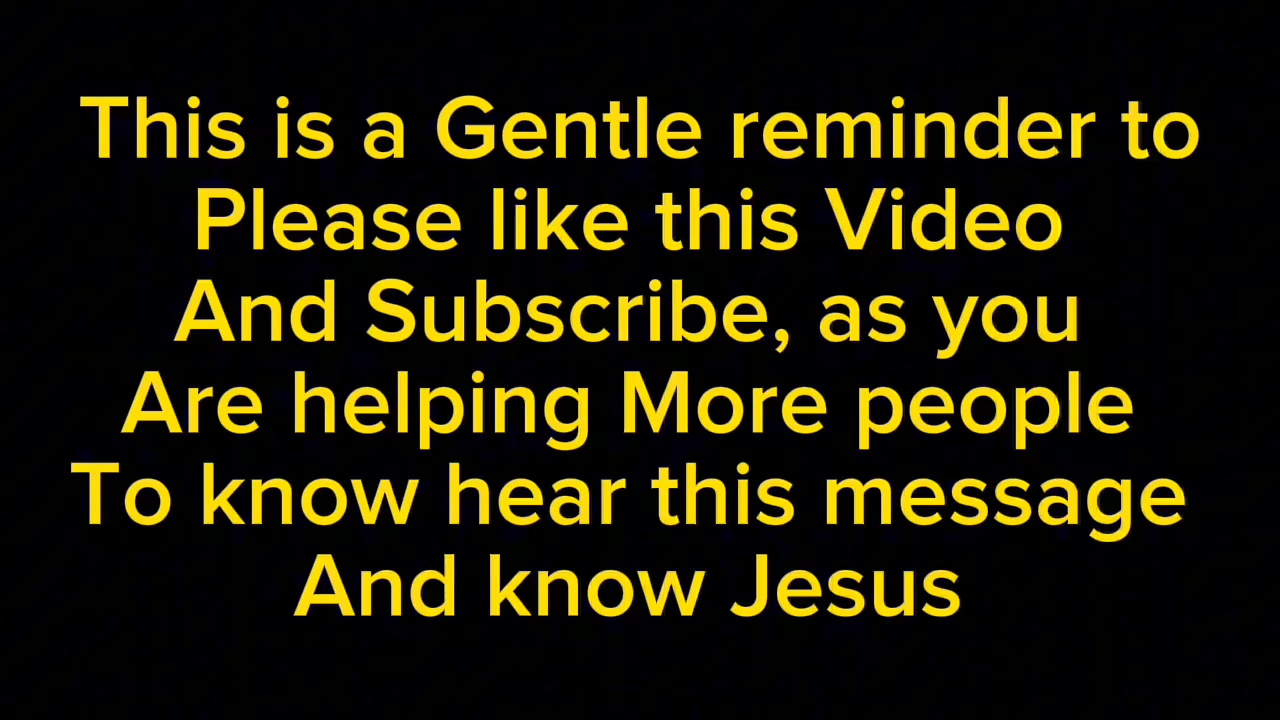 This is a Gentle reminder to
Please like this Video
And Subscribe, as you
Are helping More people
To know hear this message
And know Jesus